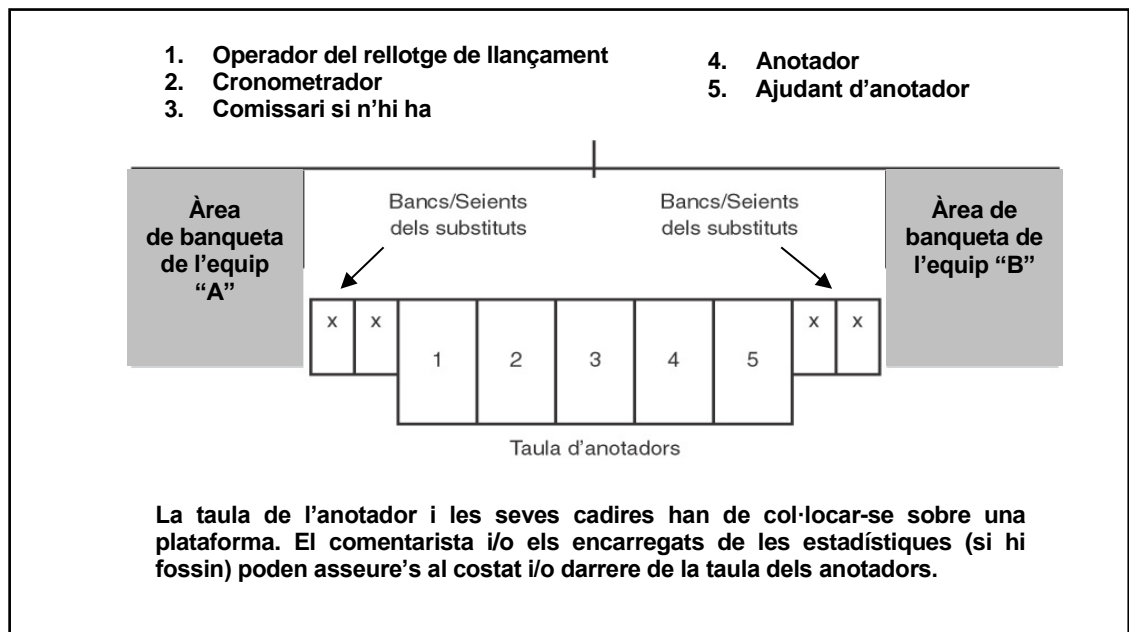 1. Operador del rellotge de llançament
2. Cronometrador
3. Comissari si n’hi ha
4. Anotador
5. Ajudant d’anotador
Àrea
de banqueta
de l’equip
“A”
Bancs/Seients
dels substituts
Bancs/Seients
dels substituts
Àrea de
banqueta de
l’equip “B”
x x 1 2 3 4 5 x x
Taula d’anotadors
La taula de l’anotador i les seves cadires han de col·locar-se sobre una
plataforma. El comentarista i/o els encarregats de les estadístiques (si hi
fossin) poden asseure’s al costat i/o darrere de la taula dels anotadors.